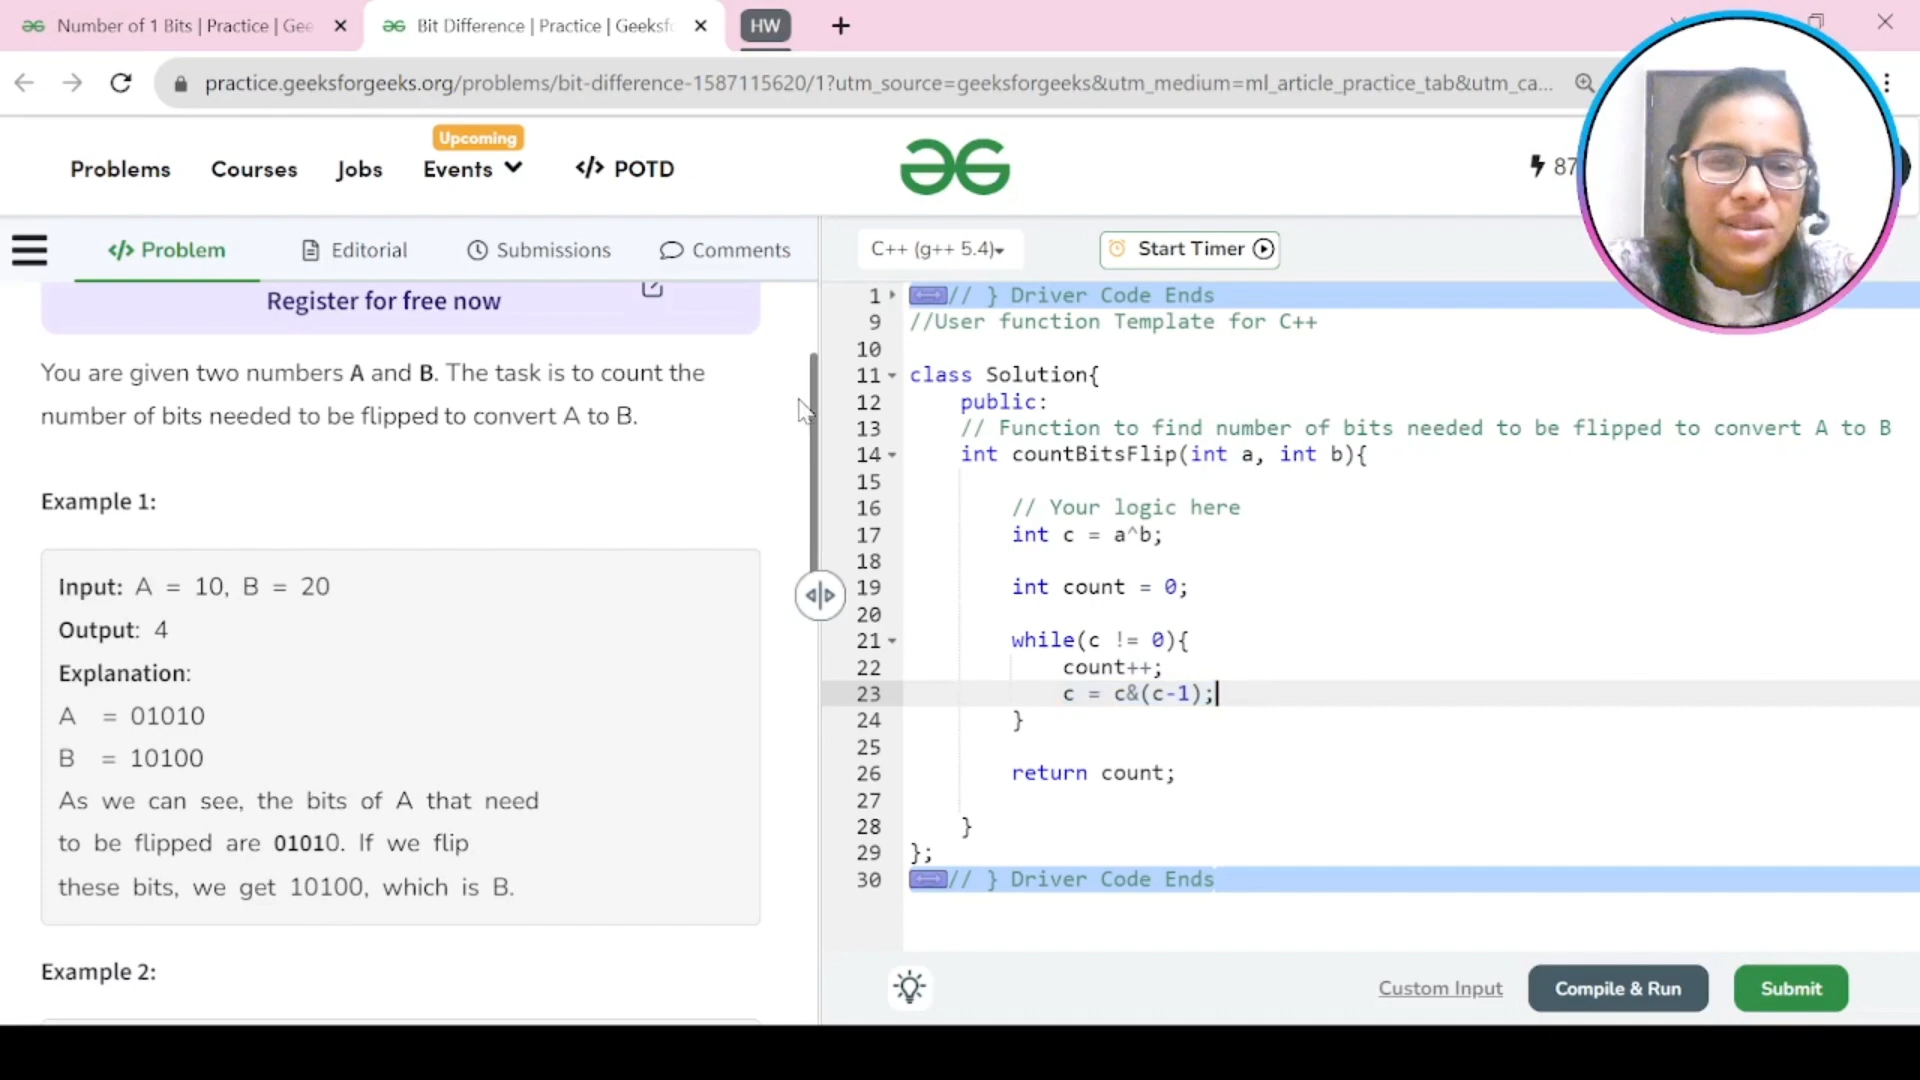 Number of 1 Bits | Practice | Gee
Bit Difference | Practice | Geeksfo
HW
practice.geeksforgeeks.org/problems/bit-difference-1587115620/1?utm_source=geeksforgeeks&utm_medium=ml_article_practice_tab&utm_ca...
Upcoming
Problems Courses Jobs Events </> POTD
87
</> Problem Editorial Submissions Comments
C++ (g++ 5.4)
Start Timer
Register for free now
You are given two numbers A and B. The task is to count the
number of bits needed to be flipped to convert A to B.
Example 1:
Input: A = 10, B = 20
Output: 4
Explanation:
A = 01010
B = 10100
As we can see, the bits of A that need
to be flipped are 01010. If we flip
these bits, we get 10100, which is B.
Example 2:
1 // } Driver Code Ends
9 //User function Template for C++
10
11 class Solution{
12 public:
13 // Function to find number of bits needed to be flipped to convert A to B
14 int countBitsFlip(int a, int b){
15
16 // Your logic here
17 int c = a^b;
18
19 int count = 0;
20
21 while(c != 0){
22 count++;
23 c = c&(c-1);
24 }
25
26 return count;
27
28 }
29 };
30 // } Driver Code Ends
Custom Input Compile & Run Submit